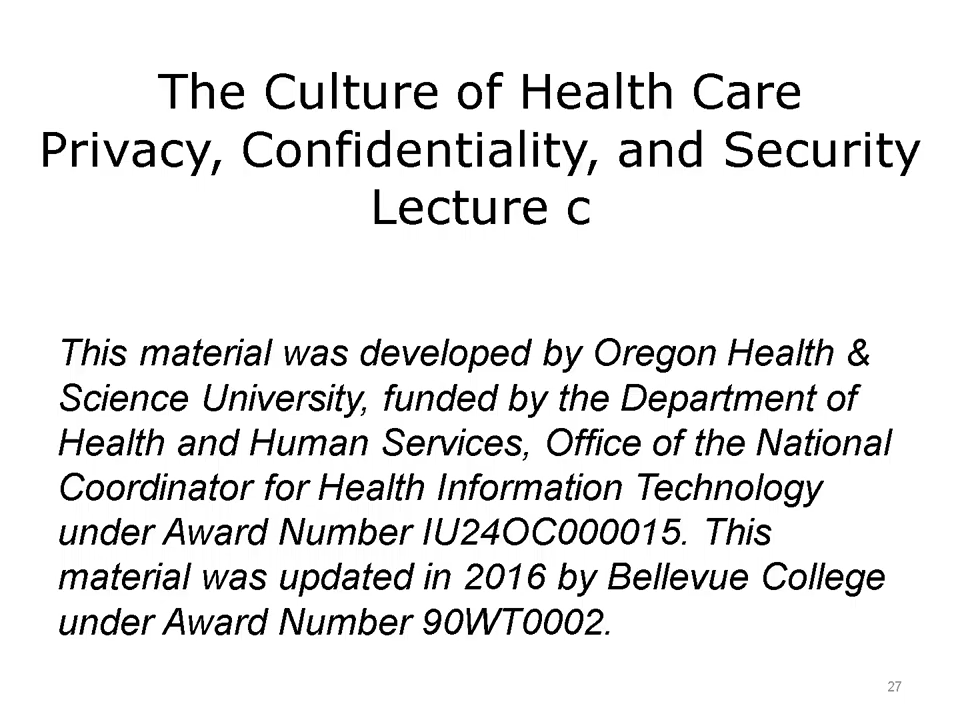 The Culture of Health Care
Privacy, Confidentiality, and Security
Lecture c
This material was developed by Oregon Health &
Science University, funded by the Department of
Health and Human Services, Office of the National
Coordinator for Health Information Technology
under Award Number IU24OC000015. This
material was updated in 2016 by Bellevue College
under Award Number 90WT0002.
27